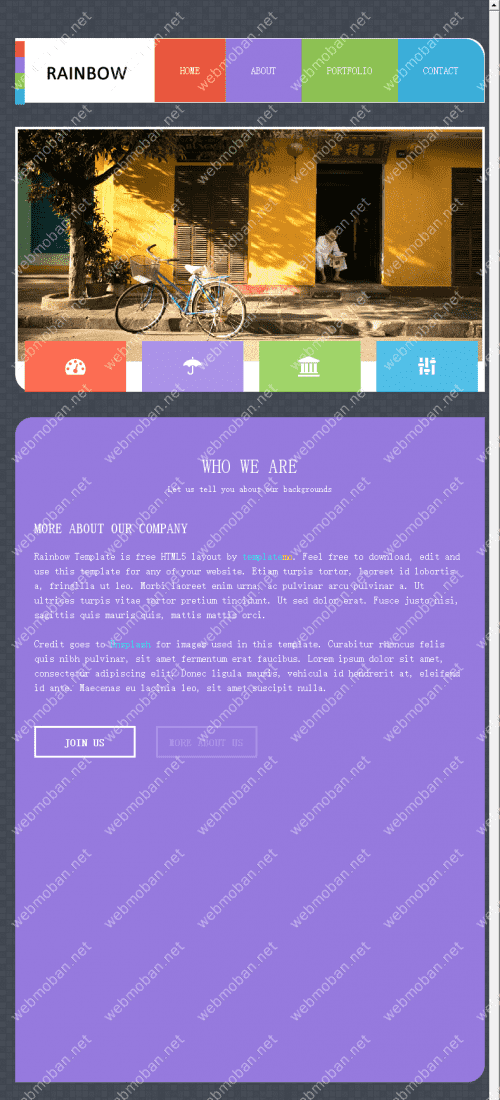 RAINBOW
HOME
ABOUT
PORTFOLIO
CONTACT
WHO WE ARE
Let us tell you about our backgrounds
MORE ABOUT OUR COMPANY
Rainbow Template is free HTML5 layout by templatemo. Feel free to download, edit and
use this template for any of your website. Etiam turpis tortor, laoreet id lobortis
a, fringilla ut leo. Morbi laoreet enim urna, ac pulvinar arcu pulvinar a. Ut
ultrices turpis vitae tortor pretium tincidunt. Ut sed dolor erat. Fusce justo nisi,
sagittis quis mauris quis, mattis mattis orci.
Credit goes to Unsplash for images used in this template. Curabitur rhoncus felis
quis nibh pulvinar, sit amet fermentum erat faucibus. Lorem ipsum dolor sit amet,
consectetur adipiscing elit. Donec ligula mauris, vehicula id hendrerit at, eleifend
id ante. Maecenas eu lacinia leo, sit amet suscipit nulla.
JOIN US
MORE ABOUT US
webmoban.net